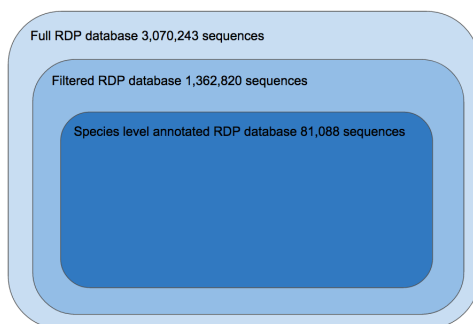 Full RDP database 3,070,243 sequences
Filtered RDP database 1,362,820 sequences
Species level annotated RDP database 81,088 sequences